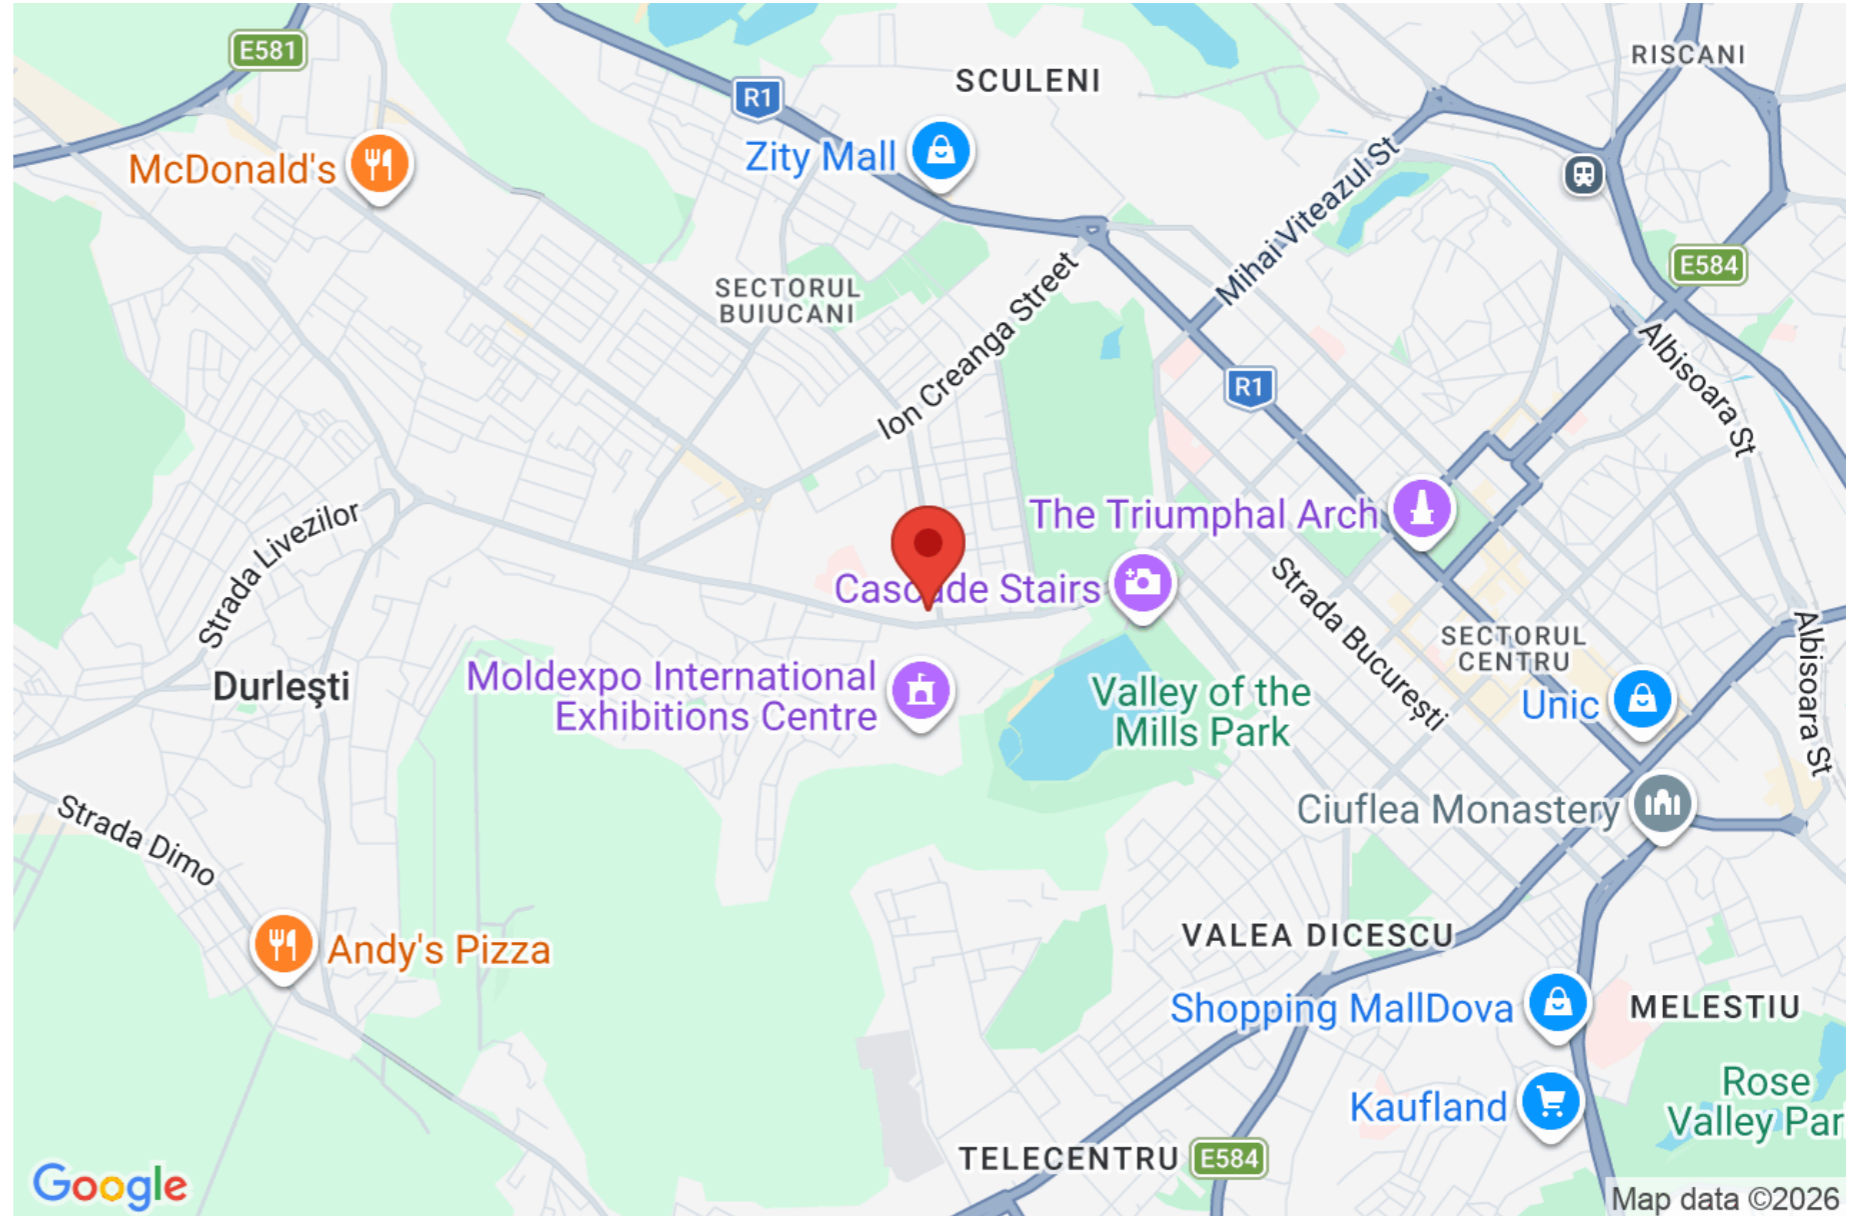 E581
RISCANI
SCULENI
R1
Zity Mall
McDonald's
Mihai Viteazul St
E584
SECTORUL
BUIUCANI
Ion Creanga Street
Albisoara St
R1
Strada Livezilor
The Triumphal Arch
Cascade Stairs
Strada București
Albisoara St
SECTORUL
CENTRU
Durleşti
Moldexpo International
Exhibitions Centre
Valley of the
Mills Park
Unic
Strada Dimo
Ciuflea Monastery
Andy's Pizza
VALEA DICESCU
Shopping MallDova
MELESTIU
Rose
Valley Par
Kaufland
TELECENTRU
E584
Google
Map data ©2026